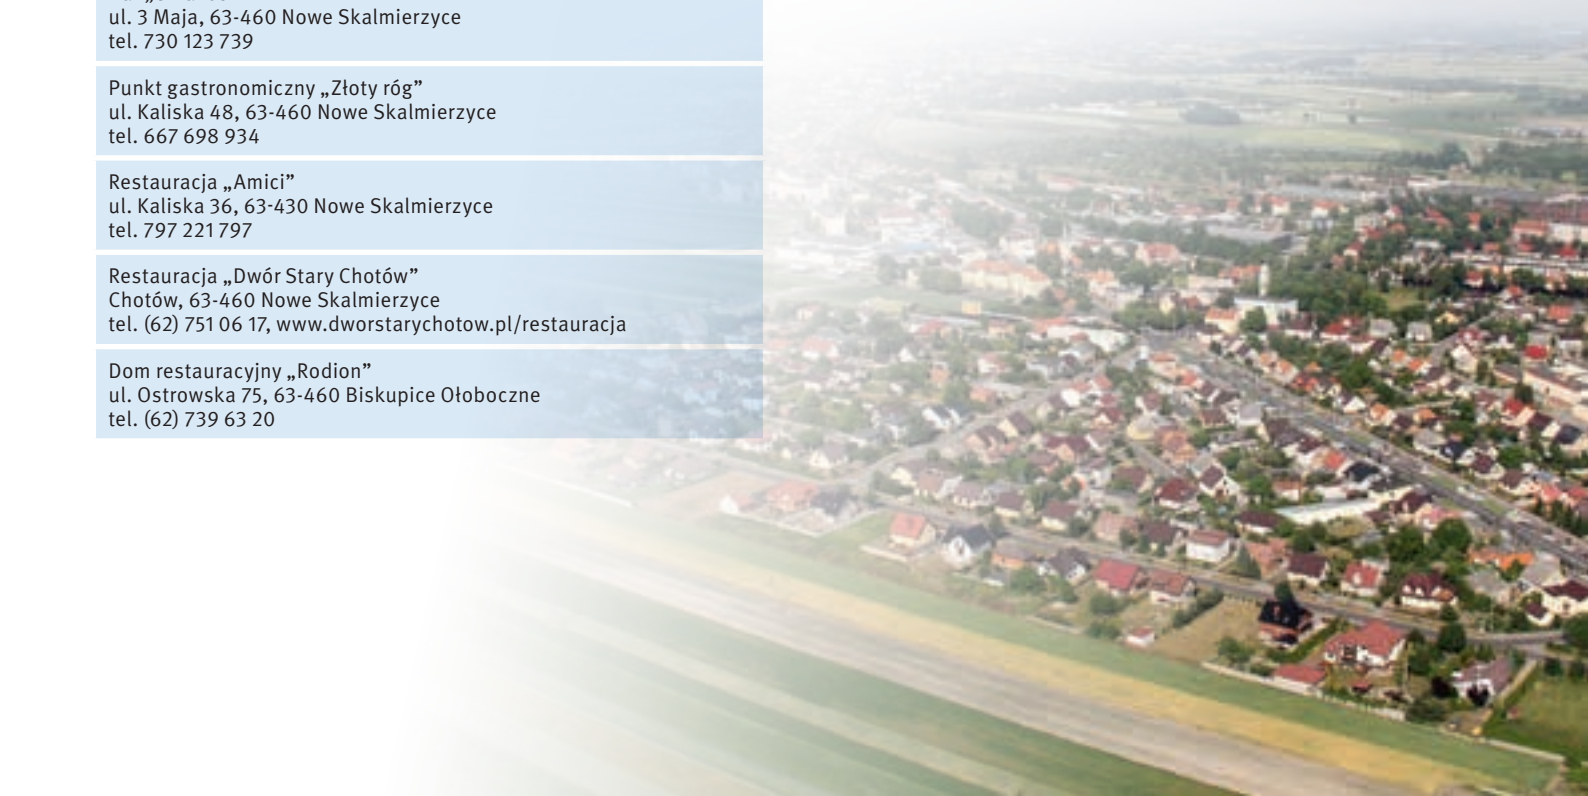 ul. 3 Maja, 63-460 Nowe Skalmierzyce
tel. 730 123 739
Punkt gastronomiczny „Złoty róg”
ul. Kaliska 48, 63-460 Nowe Skalmierzyce
tel. 667 698 934
Restauracja „Amici”
ul. Kaliska 36, 63-430 Nowe Skalmierzyce
tel. 797 221 797
Restauracja „Dwór Stary Chotów”
Chotów, 63-460 Nowe Skalmierzyce
tel. (62) 751 06 17, www.dworstarychotow.pl/restauracja
Dom restauracyjny „Rodion”
ul. Ostrowska 75, 63-460 Biskupice Ołoboczne
tel. (62) 739 63 20